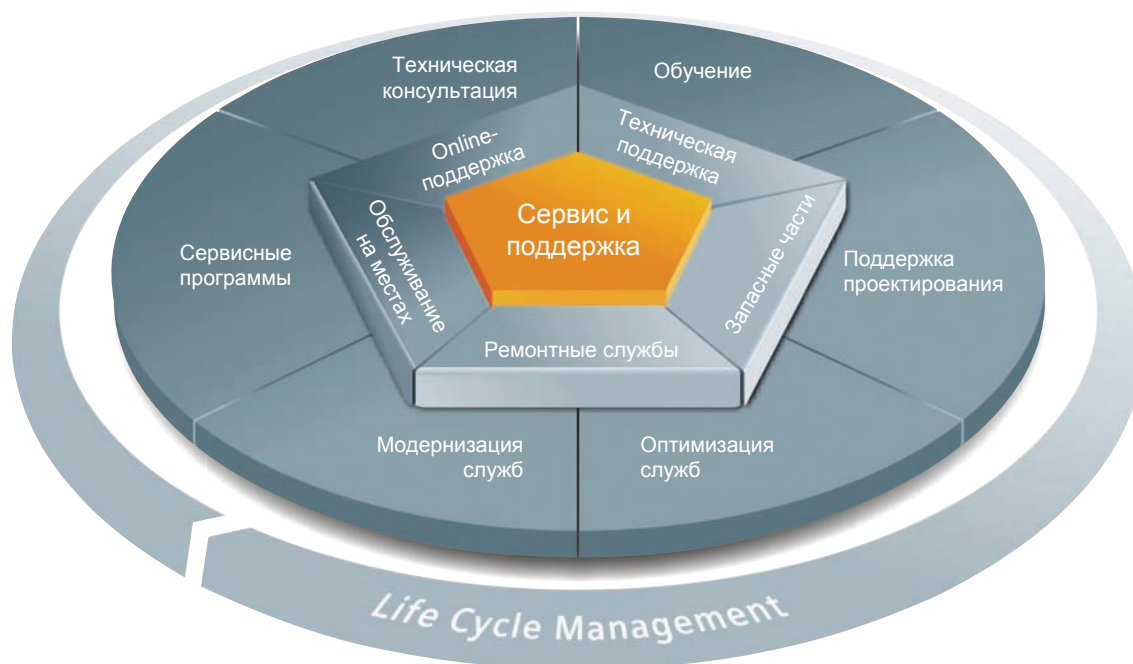 Техническая
консультация
Обучение
Online-
поддержка
Техническая
поддержка
Сервис и
поддержка
Обслуживание
на местах
Запасные части
Сервисные
программы
Поддержка
проектирования
Ремонтные службы
Модернизация
служб
Оптимизация
служб
Life Cycle Management